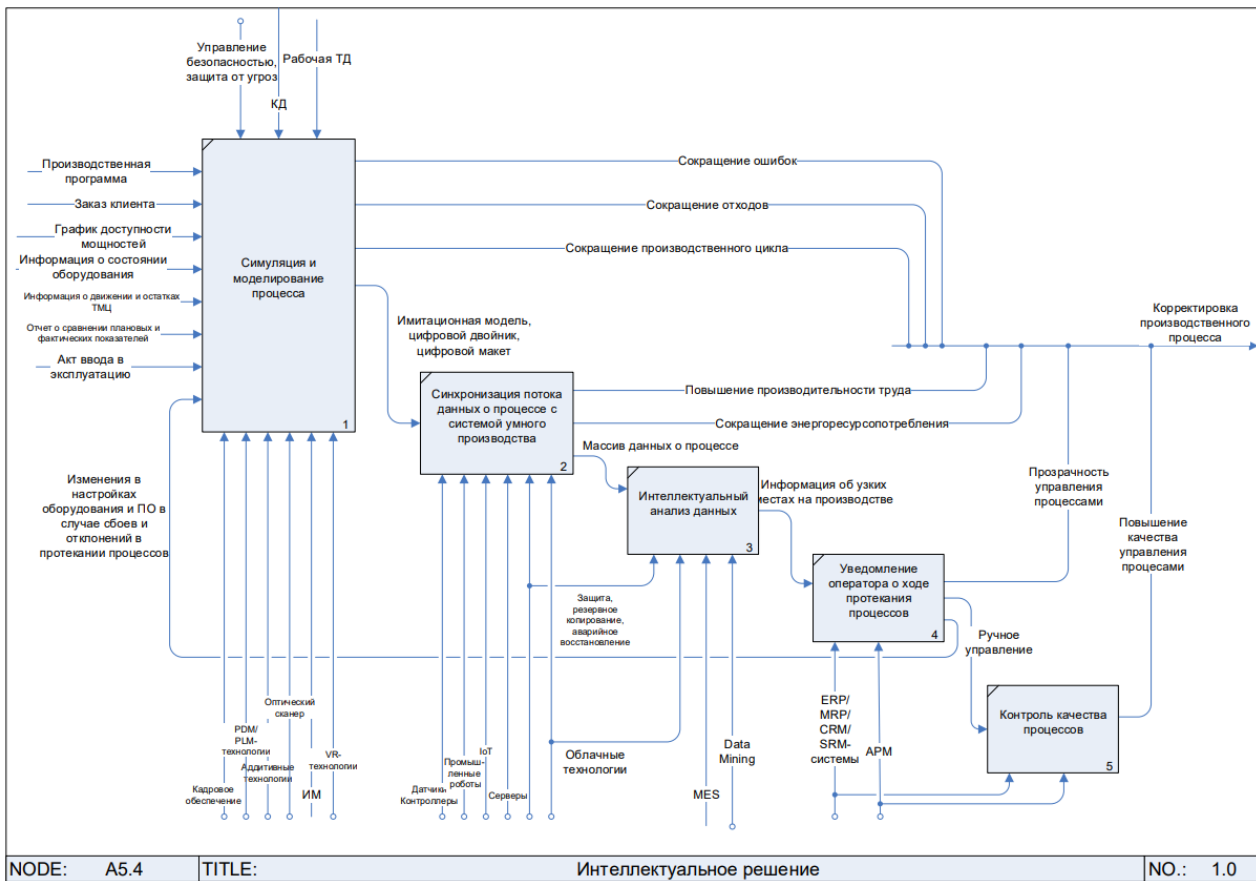 Управление
безопасностью,
защита от угроз
Рабочая ТД
КД
Производственная
программа
Заказ клиента
График доступности
мощностей
Информация о состоянии
оборудования
Информация о движении и остатках
ТМЦ
Отчет о сравнении плановых и
фактических показателей
Акт ввода в
эксплуатацию
Симуляция и
моделирование
процесса
1
Сокращение ошибок
Сокращение отходов
Сокращение производственного цикла
Имитационная модель,
цифровой двойник,
цифровой макет
Корректировка
производственного
процесса
Синхронизация потока
данных о процессе с
системой умного
производства
2
Повышение производительности труда
Сокращение энергоресурсопотребления
Массив данных о процессе
Изменения в
настройках
оборудования и ПО в
случае сбоев и
отклонений в
протекании процессов
Интеллектуальный
анализ данных
3
Информация об узких
местах на производстве
Прозрачность
управления
процессами
Повышение
качества
управления
процесами
Уведомление
оператора о ходе
протекания
процессов
4
Защита,
резервное
копирование,
аварийное
восстановление
Ручное
управление
Контроль качества
процессов
5
Кадровое
обеспечение
PDM/
PLM-
технологии
Аддитивные
технологии
Оптический
сканер
ИМ
VR-
технологии
Датчики
Контроллеры
Промыш-
ленные
роботы
IoT
Серверы
Облачные
технологии
MES
Data
Mining
ERP/
MRP/
CRM/
SRM-
системы
АРМ
NODE: A5.4 TITLE: Интеллектуальное решение NO.: 1.0